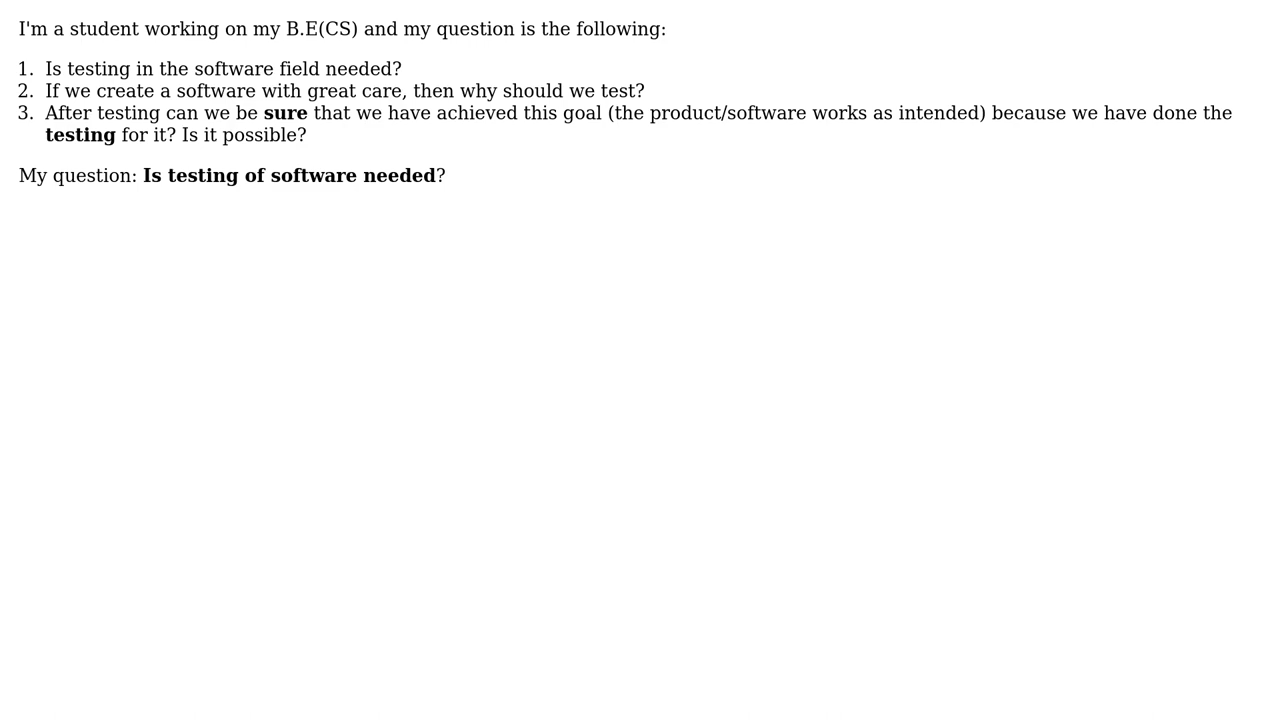 I'm a student working on my B.E(CS) and my question is the following:
1. Is testing in the software field needed?
2. If we create a software with great care, then why should we test?
3. After testing can we be sure that we have achieved this goal (the product/software works as intended) because we have done the
testing for it? Is it possible?
My question: Is testing of software needed?